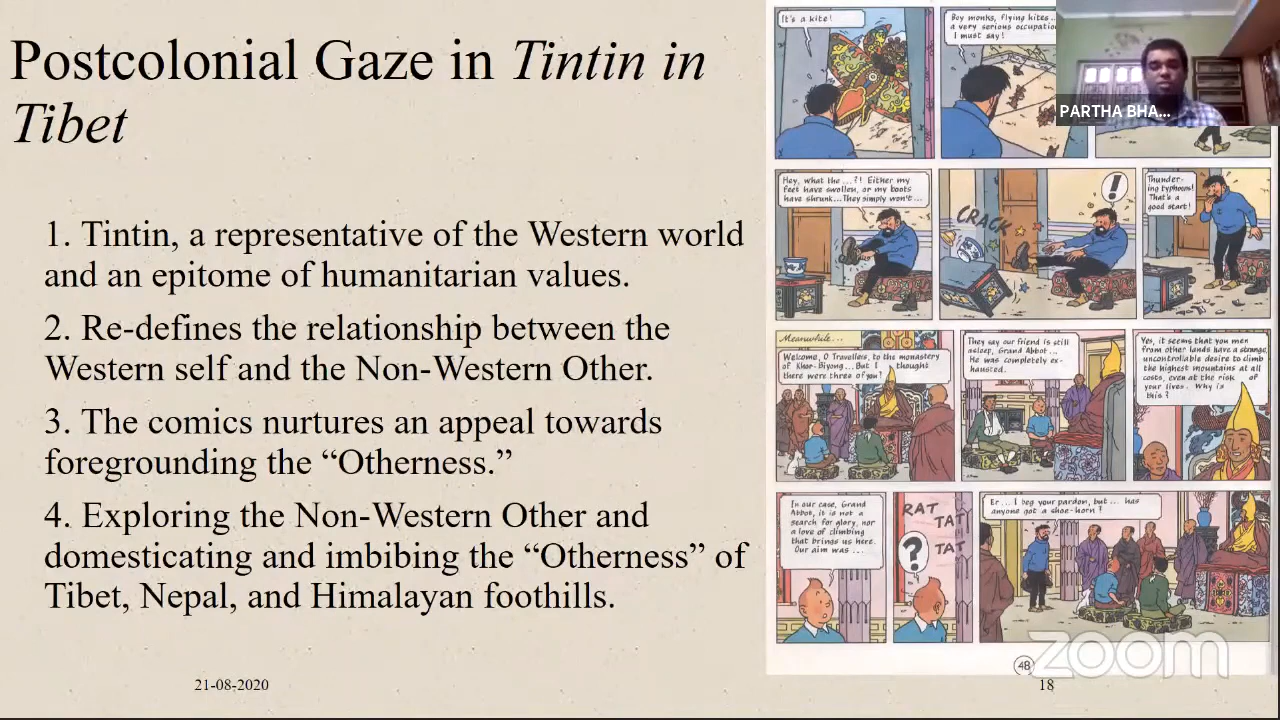 Postcolonial Gaze in Tintin in
Tibet
1. Tintin, a representative of the Western world
and an epitome of humanitarian values.
2. Re-defines the relationship between the
Western self and the Non-Western Other.
3. The comics nurtures an appeal towards
foregrounding the “Otherness.”
4. Exploring the Non-Western Other and
domesticating and imbibing the “Otherness” of
Tibet, Nepal, and Himalayan foothills.
21-08-2020
18
It's a kite!
Boy monks, flying kites..
a very serious occupatio
I must say!
PARTHA BHA...
Hey, what the ...?! Either my
feet have swollen, or my boots
have shrunk... They simply won't ...
CRACK
!
Thunder-
ing typhoons!
That's a
good start!
Meanwhile...
Welcome, O Travellers, to the monastery
of Khor-Biyong... But I thought
there were three of you?
They say our friend is still
asleep, Grand Abbot...
He was completely ex-
hausted.
Yes, it seems that you men
from other lands have a strange,
uncontrollable desire to climb
the highest mountains at all
costs, even at the risk of
your lives. Why is
this?
In our case, Grand
Abbot, it is not a
search for glory, nor
a love of climbing
that brings us here.
Our aim was ...
RAT
TAT
TAT
?
Er... I beg your pardon, but... has
anyone got a shoe-horn?
48
zoom